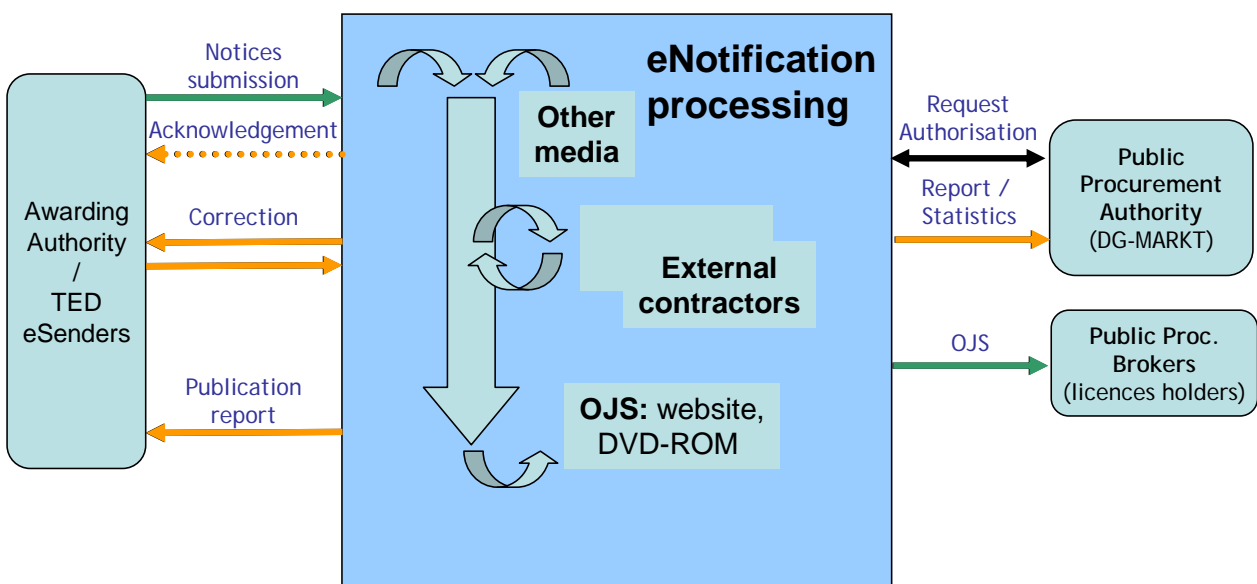 Notices
submission
Acknowledgement
Correction
Publication
report
Awarding
Authority
/
TED
eSenders
eNotification
processing
Other
media
External
contractors
OJS: website,
DVD-ROM
Request
Authorisation
Report /
Statistics
OJS
Public
Procurement
Authority
(DG-MARKT)
Public Proc.
Brokers
(licences holders)